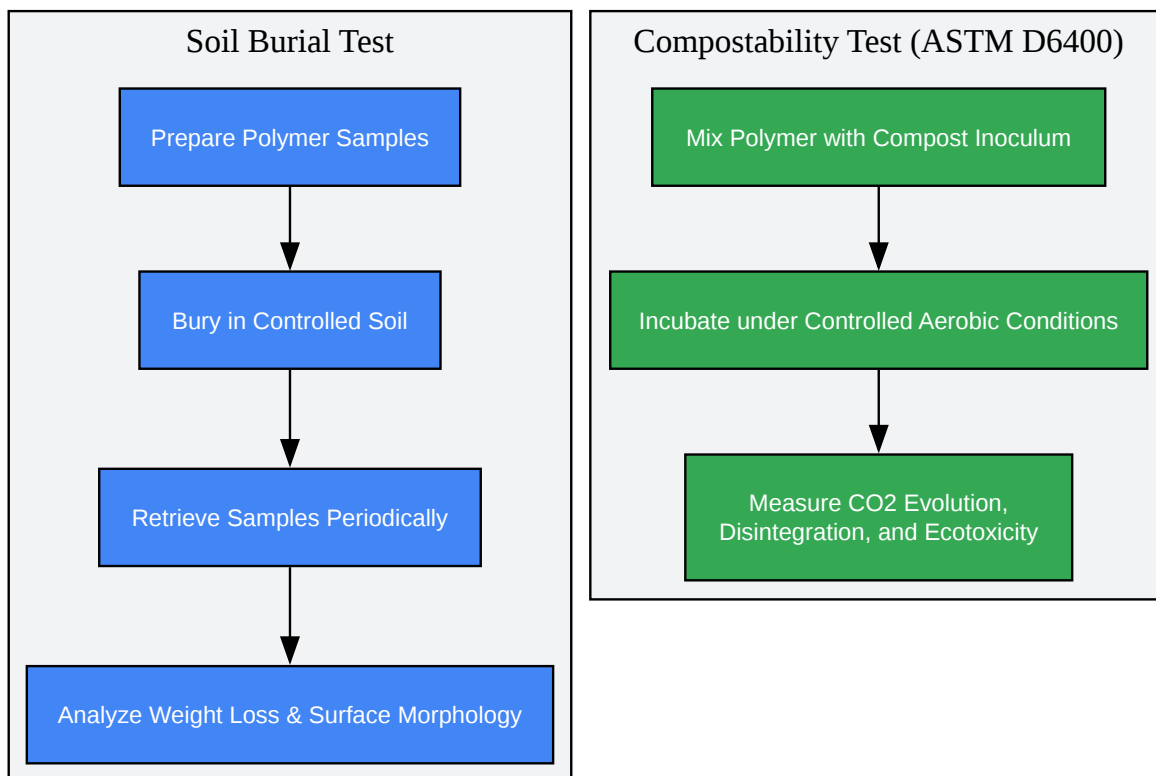 Soil Burial Test
Prepare Polymer Samples
Bury in Controlled Soil
Retrieve Samples Periodically
Analyze Weight Loss & Surface Morphology
Compostability Test (ASTM D6400)
Mix Polymer with Compost Inoculum
Incubate under Controlled Aerobic Conditions
Measure CO2 Evolution,
Disintegration, and Ecotoxicity